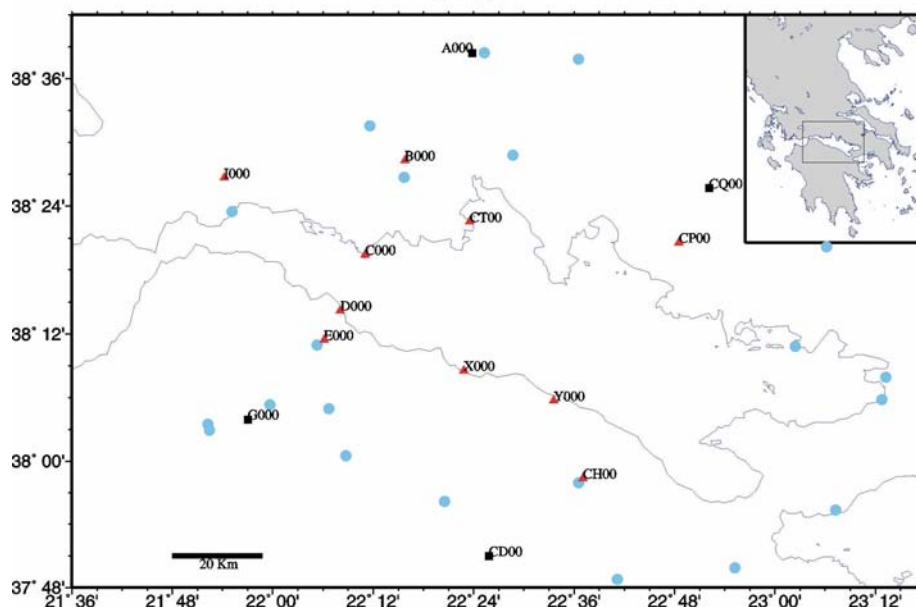 A000
38° 36'
B000
I000
CQ00
38° 24'
CT00
CP00
C000
D000
38° 12'
E000
X000
Y000
G000
38° 00'
CH00
CD00
20 Km
37° 48'
21° 36' 21° 48' 22° 00' 22° 12' 22° 24' 22° 36' 22° 48' 23° 00' 23° 12'